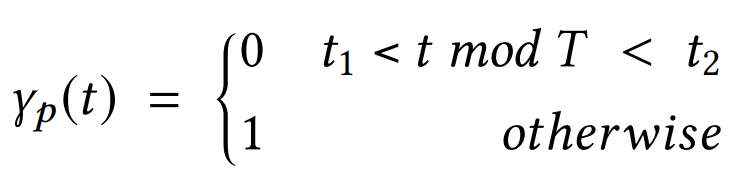 γp(t) = { 0 t1 < t mod T < t2
1 otherwise